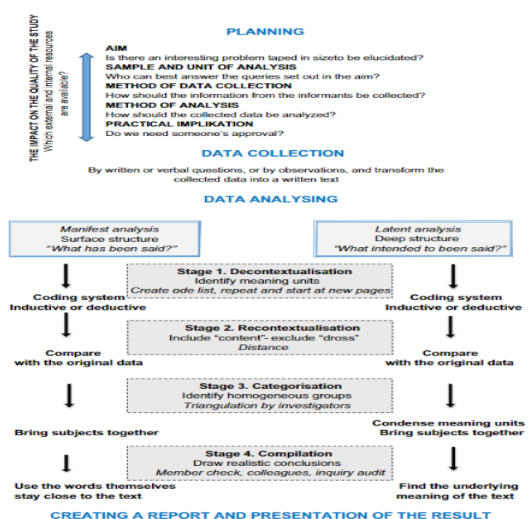 PLANNING
THE IMPACT ON THE QUALITY OF THE STUDY
Which external and internal resources
are available?
AIM
Is there an interesting problem taped in sizeto be elucidated?
SAMPLE AND UNIT OF ANALYSIS
Who can best answer the queries set out in the aim?
METHOD OF DATA COLLECTION
How should the information from the informants be collected?
METHOD OF ANALYSIS
How should the collected data be analyzed?
PRACTICAL IMPLIKATION
Do we need someone's approval?
DATA COLLECTION
By written or verbal questions, or by observations, and transform the
collected data into a written text
DATA ANALYSING
Manifest analysis
Surface structure
"What has been said?"
Latent analysis
Deep structure
"What intended to been said?"
Stage 1. Decontextualisation
Identify meaning units
Create ode list, repeat and start at new pages
Coding system
Inductive or deductive
Coding system
Inductive or deductive
Stage 2. Recontextualisation
Include "content"- exclude "dross"
Distance
Compare
with the original data
Compare
with the original data
Stage 3. Categorisation
Identify homogeneous groups
Triangulation by investigators
Bring subjects together
Condense meaning units
Bring subjects together
Stage 4. Compilation
Draw realistic conclusions
Member check, colleagues, inquiry audit
Use the words themselves
stay close to the text
Find the underlying
meaning of the text
CREATING A REPORT AND PRESENTATION OF THE RESULT